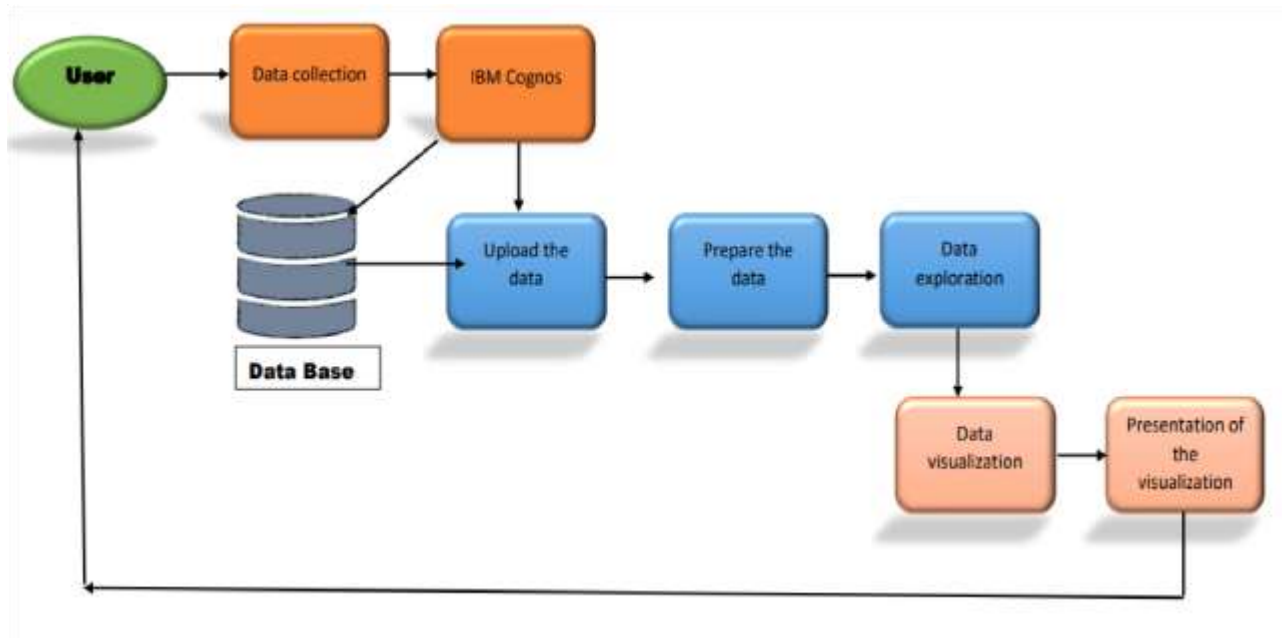 User
Data collection
IBM Cognos
Upload the
data
Prepare the
data
Data
exploration
Data Base
Data
visualization
Presentation of
the
visualization